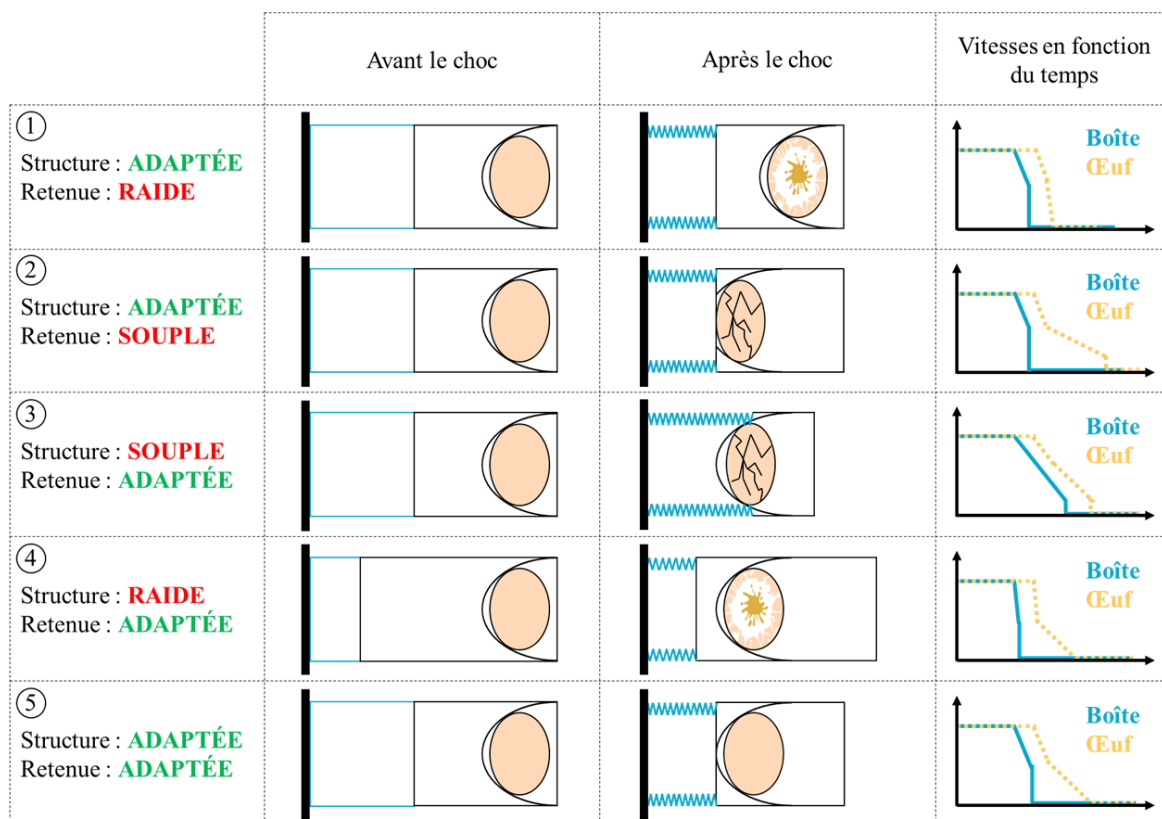 Avant le choc
Après le choc
Vitesses en fonction
du temps
1
Structure : ADAPTÉE
Retenue : RAIDE
Boîte
Œuf
2
Structure : ADAPTÉE
Retenue : SOUPLE
Boîte
Œuf
3
Structure : SOUPLE
Retenue : ADAPTÉE
Boîte
Œuf
4
Structure : RAIDE
Retenue : ADAPTÉE
Boîte
Œuf
5
Structure : ADAPTÉE
Retenue : ADAPTÉE
Boîte
Œuf